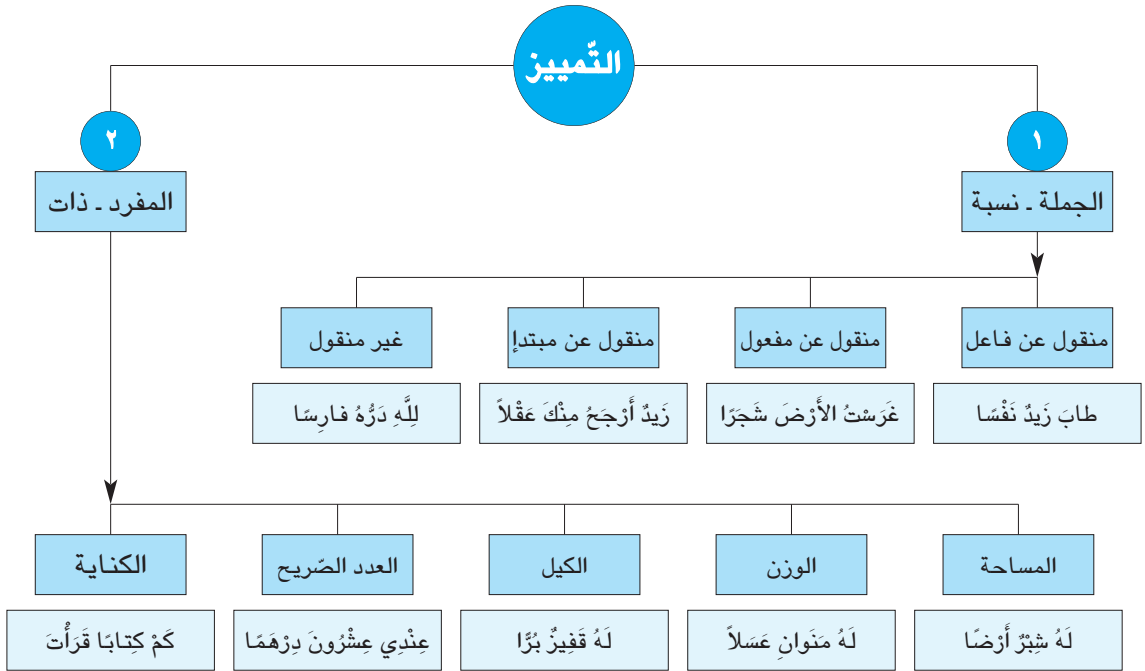 التّمييز
١
٢
الجملة ـ نسبة
المفرد ـ ذات
منقول عن فاعل
منقول عن مفعول
منقول عن مبتدإ
غير منقول
طابَ زَيدٌ نَفْسًا
غَرَسْتُ الأَرْضَ شَجَرًا
زَيدٌ أَرْجَحُ مِنْكَ عَقْلاً
لِلَّهِ دَرُّهُ فارِسًا
المساحة
الوزن
الكيل
العدد الصّريح
الكناية
لَهُ شِبْرٌ أَرْضًا
لَهُ مَنَوانِ عَسَلاً
لَهُ قَفِيزٌ بُرًّا
عِنْدِي عِشْرُونَ دِرْهَمًا
كَمْ كِتابًا قَرَأْتَ